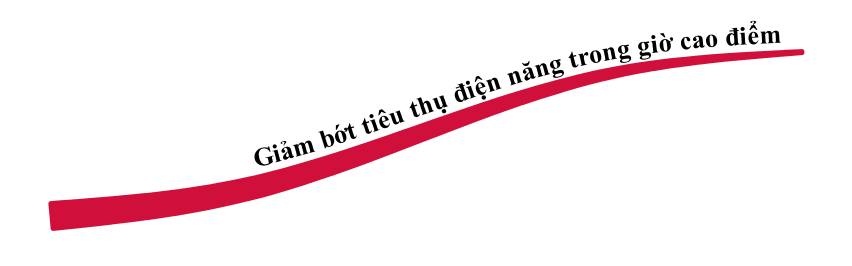 Giảm bớt tiêu thụ điện năng trong giờ cao điểm